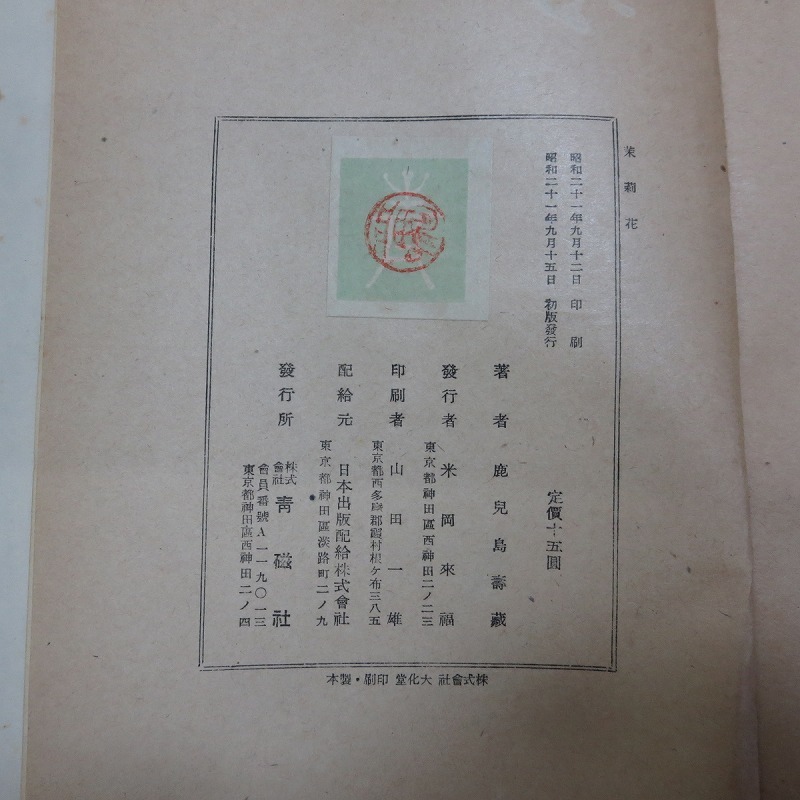 茉莉花
昭和二十一年九月十二日 印刷
昭和二十一年九月十五日 初版發行
定價十五圓
著者 鹿兒島壽藏
發行者 米岡來福
東京都神田區西神田二ノ二三
印刷者 山田一雄
東京都西多摩郡霞村根ヶ布三八五
配給元 日本出版配給株式會社
東京都神田區淡路町二ノ九
發行所 株式會社 靑磁社
會員番號A一一九〇一三
東京都神田區西神田二ノ四
株式會社 大化堂 印刷・製本